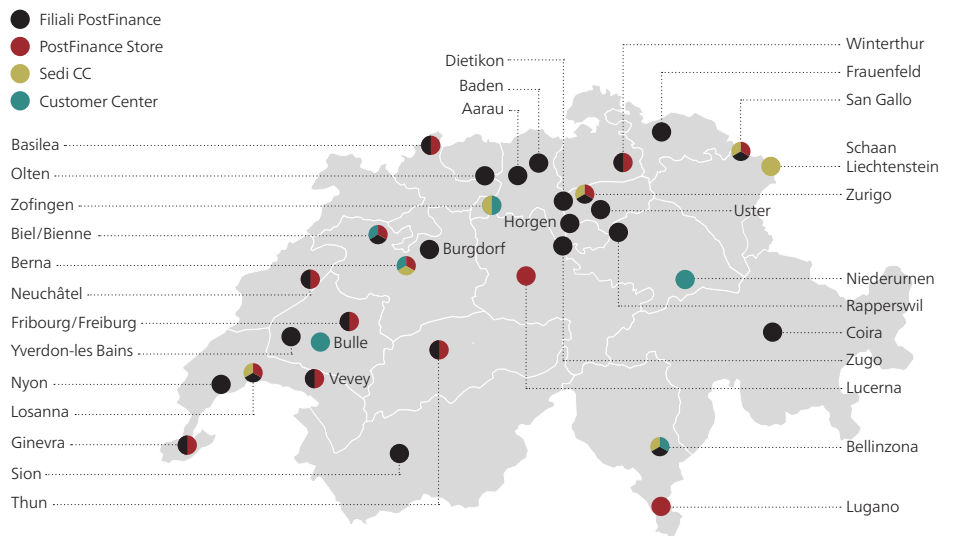 Filiali PostFinance
PostFinance Store
Sedi CC
Customer Center
Dietikon
Baden
Aarau
Winterthur
Frauenfeld
San Gallo
Schaan
Liechtenstein
Zurigo
Uster
Horgen
Basilea
Olten
Zofingen
Biel/Bienne
Berna
Burgdorf
Neuchâtel
Fribourg/Freiburg
Yverdon-les Bains
Bulle
Nyon
Vevey
Losanna
Ginevra
Sion
Thun
Niederurnen
Rapperswil
Coira
Zugo
Lucerna
Bellinzona
Lugano